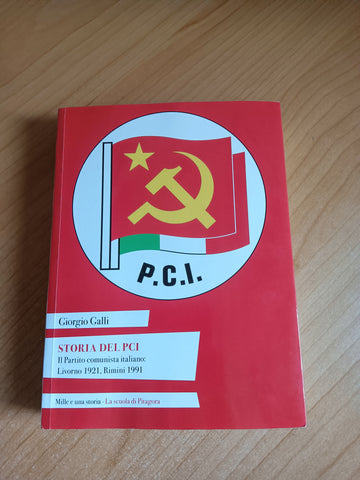 P.C.I.
Giorgio Galli
STORIA DEL PCI
Il Partito comunista italiano:
Livorno 1921, Rimini 1991
Mille e una storia - La scuola di Pitagora